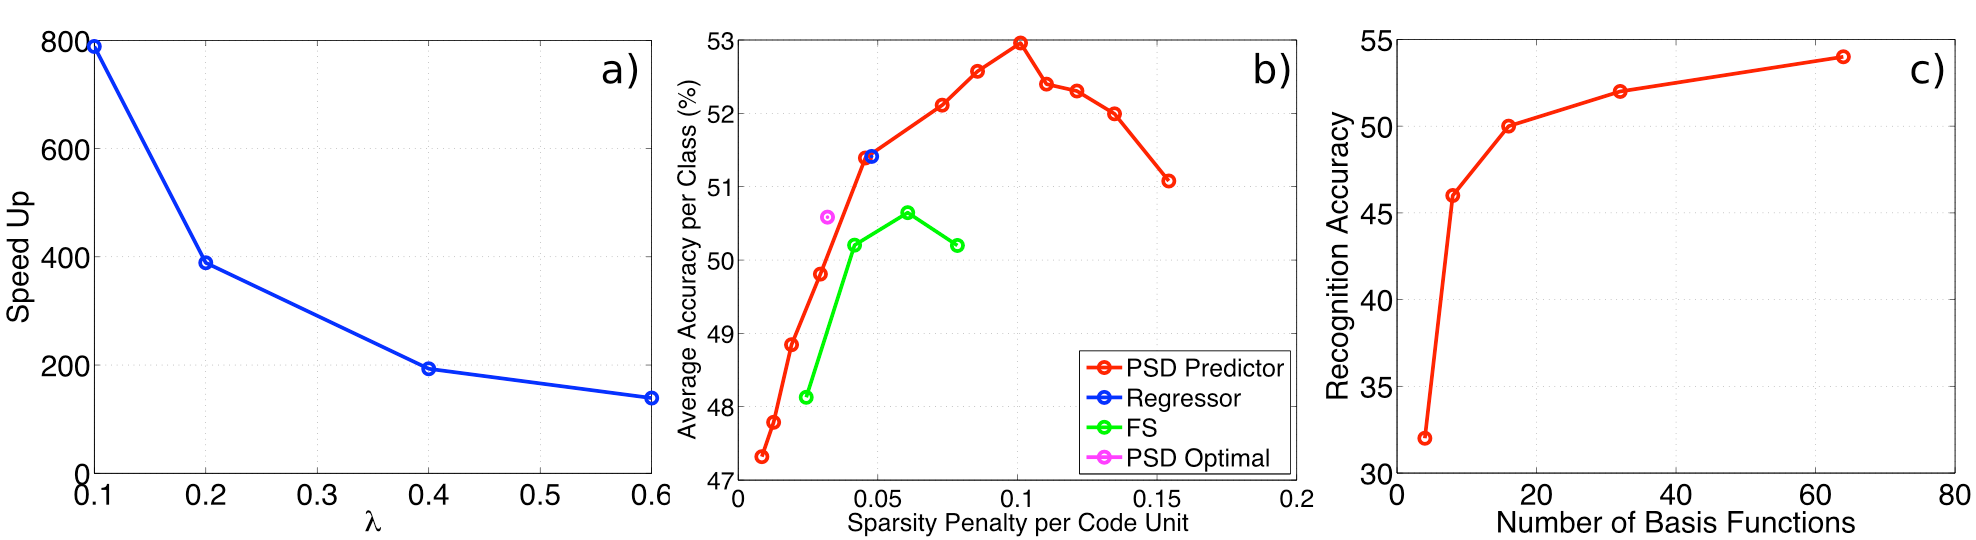 a)
800
600
400
200
0
0.1
0.2
0.3
0.4
0.5
0.6
Speed Up
λ
b)
53
52
51
50
49
48
47
0
0.05
0.1
0.15
0.2
Average Accuracy per Class (%)
Sparsity Penalty per Code Unit
PSD Predictor
Regressor
FS
PSD Optimal
c)
55
50
45
40
35
30
0
20
40
60
80
Recognition Accuracy
Number of Basis Functions